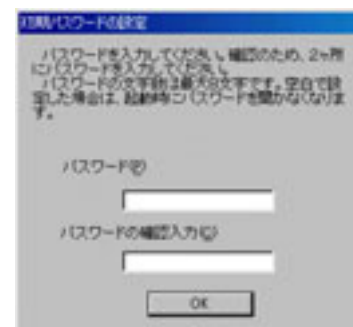 初期パスワードの設定
パスワードを入力してください。確認のため、2ヶ所
にパスワードを入力してください。
パスワードの文字数は最大8文字です。空白で設
定した場合は、起動時にパスワードを聞かなくなりま
す。
パスワード(P)
パスワードの確認入力(C)
OK